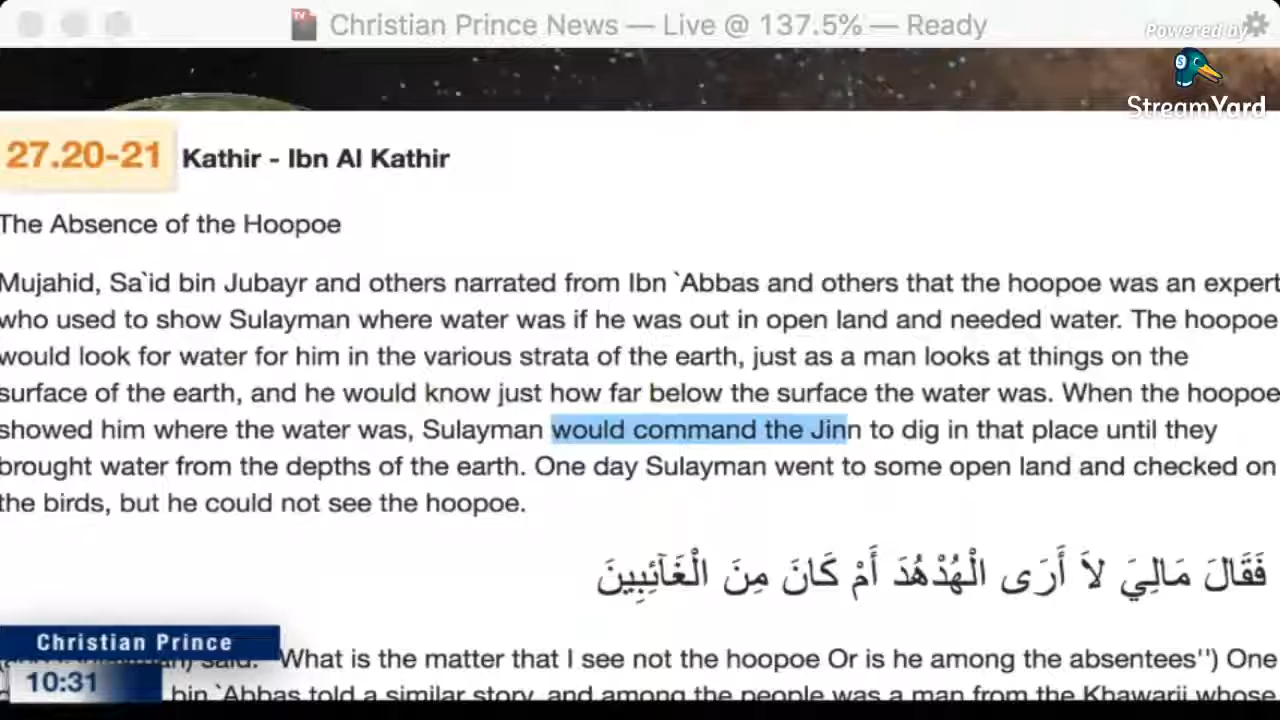 Christian Prince News — Live @ 137.5% — Ready
Powered by
StreamYard
27.20-21 Kathir - Ibn Al Kathir
The Absence of the Hoopoe
Mujahid, Sa`id bin Jubayr and others narrated from Ibn `Abbas and others that the hoopoe was an expert
who used to show Sulayman where water was if he was out in open land and needed water. The hoopoe
would look for water for him in the various strata of the earth, just as a man looks at things on the
surface of the earth, and he would know just how far below the surface the water was. When the hoopoe
showed him where the water was, Sulayman would command the Jinn to dig in that place until they
brought water from the depths of the earth. One day Sulayman went to some open land and checked on
the birds, but he could not see the hoopoe.
فَقَالَ مَالِيَ لاَ أَرَى الْهُدْهُدَ أَمْ كَانَ مِنَ الْغَآئِبِينَ
Christian Prince
said: "What is the matter that I see not the hoopoe Or is he among the absentees'') One
10:31
bin `Abbas told a similar story, and among the people was a man from the Khawarij whose